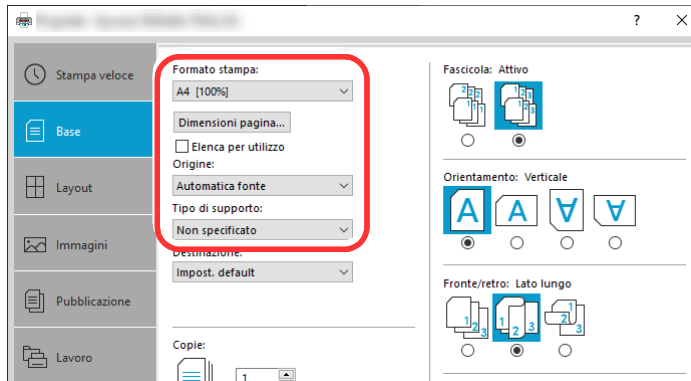 Stampa veloce
Base
Layout
Immagini
Pubblicazione
Lavoro
Formato stampa:
A4 [100%]
Dimensioni pagina...
Elenca per utilizzo
Origine:
Automatica fonte
Tipo di supporto:
Non specificato
Destinazione:
Impost. default
Copie:
1
Fascicola: Attivo
Orientamento: Verticale
A A A A
Fronte/retro: Lato lungo